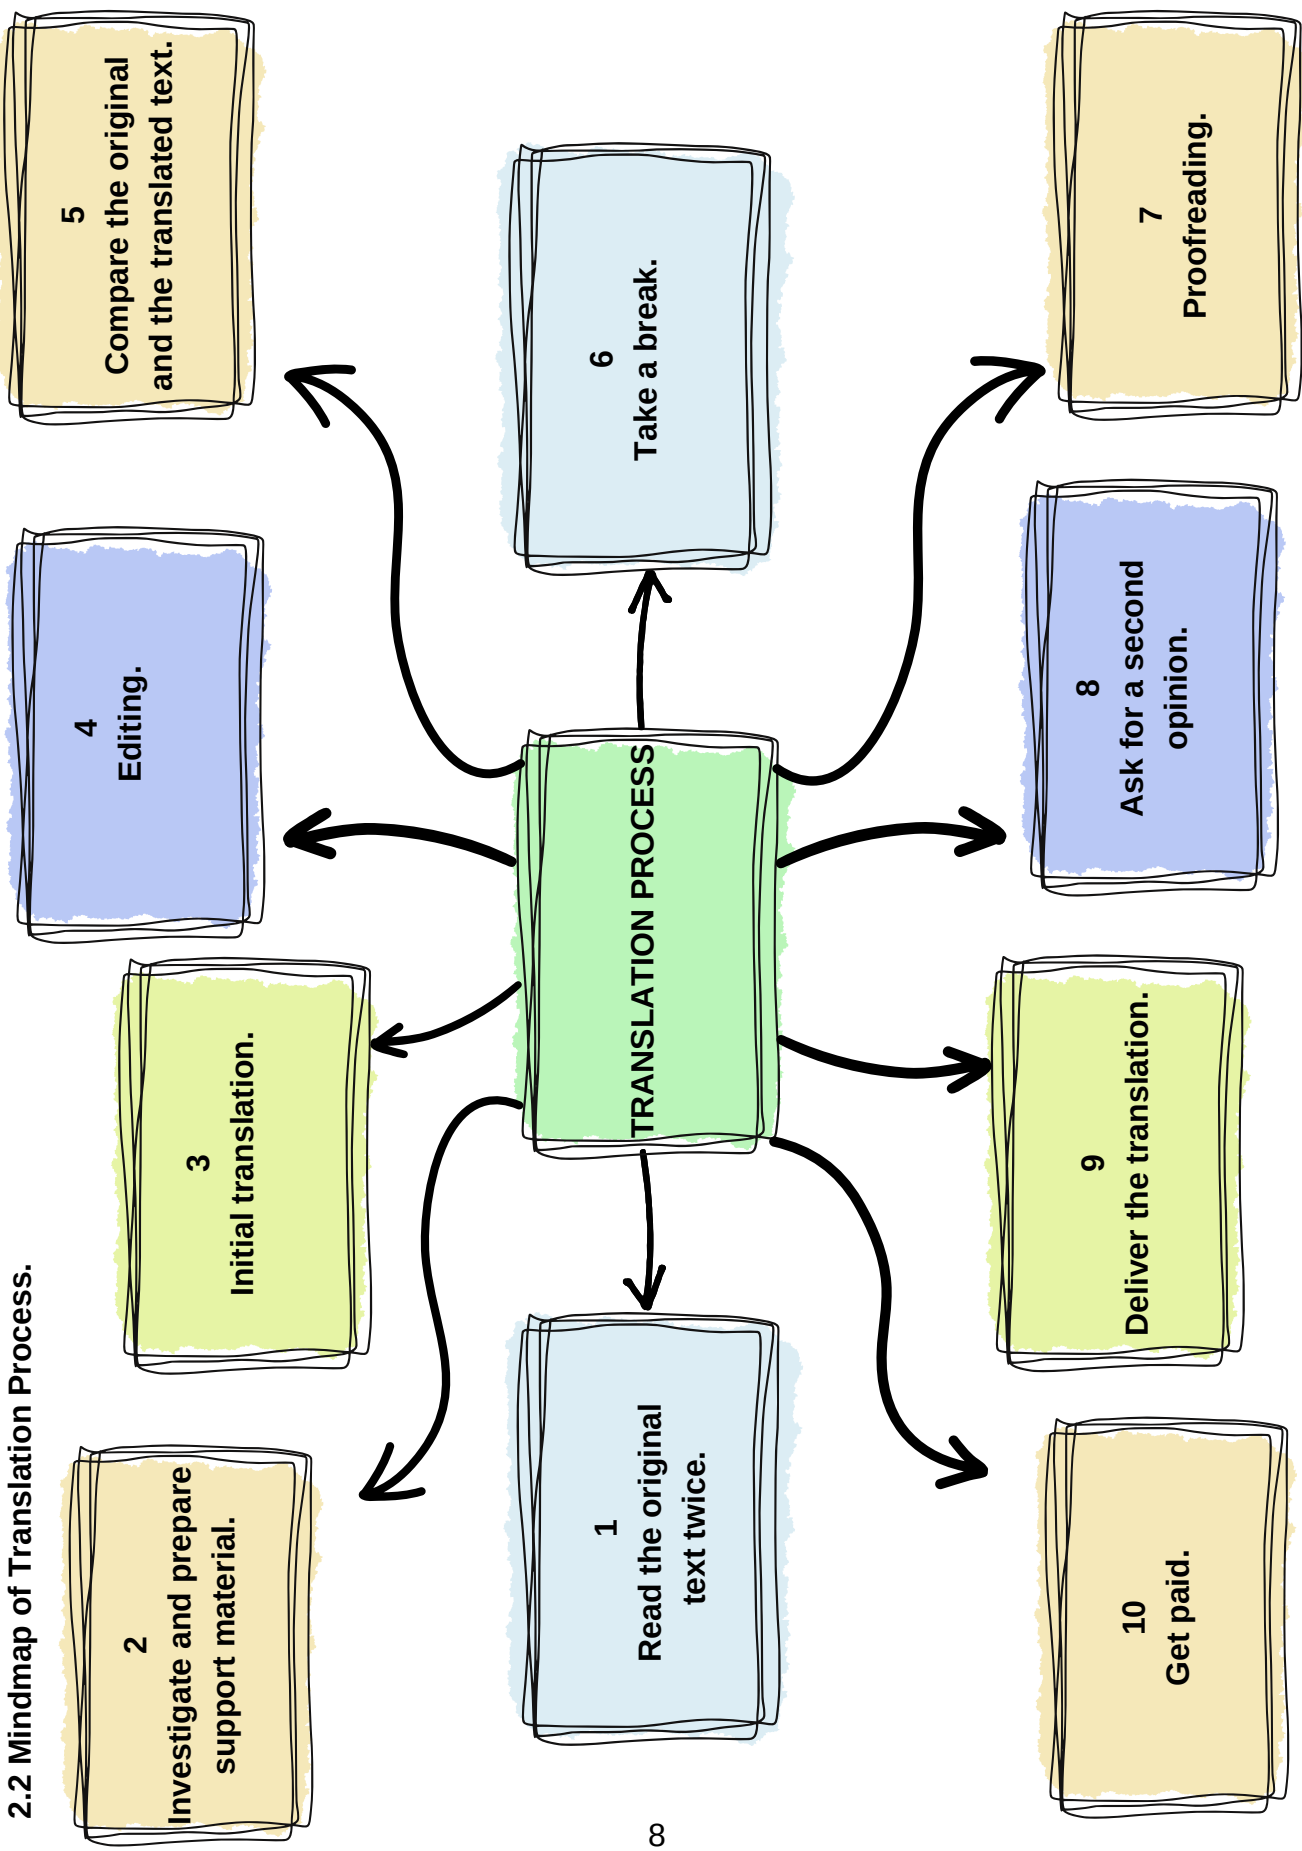 2.2 Mindmap of Translation Process.
TRANSLATION PROCESS
1
Read the original
text twice.
2
Investigate and prepare
support material.
3
Initial translation.
4
Editing.
5
Compare the original
and the translated text.
6
Take a break.
7
Proofreading.
8
Ask for a second
opinion.
9
Deliver the translation.
10
Get paid.
8